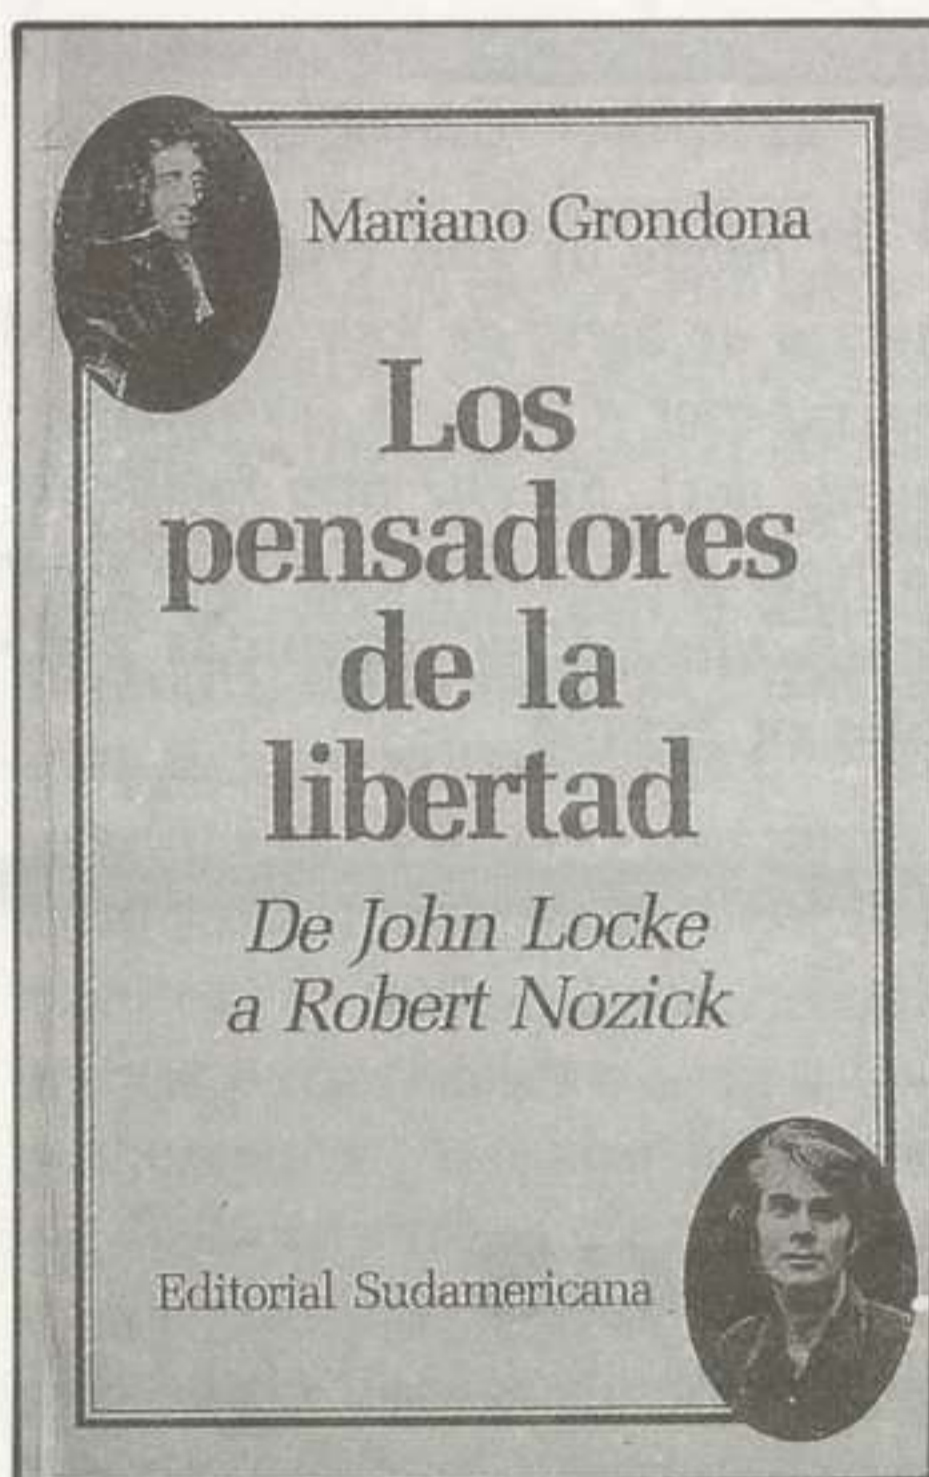 Mariano Grondona
Los
pensadores
de la
libertad
De John Locke
a Robert Nozick
Editorial Sudamericana